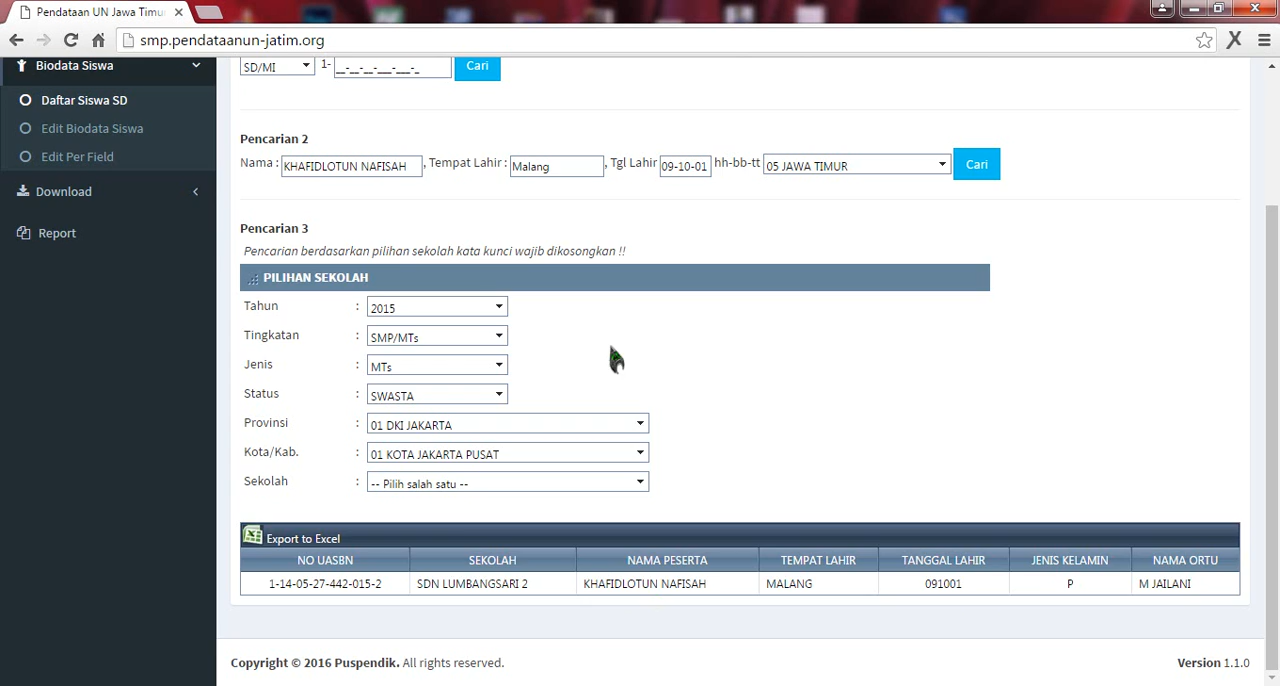 Pendataan UN Jawa Timu
smp.pendataanun-jatim.org
Biodata Siswa
Daftar Siswa SD
Edit Biodata Siswa
Edit Per Field
Download
Report
SD/MI 1- __-__-__-___-___-_ Cari
Pencarian 2
Nama : KHAFIDLOTUN NAFISAH , Tempat Lahir : Malang , Tgl Lahir 09-10-01 hh-bb-tt 05 JAWA TIMUR Cari
Pencarian 3
Pencarian berdasarkan pilihan sekolah kata kunci wajib dikosongkan !!
PILIHAN SEKOLAH
Tahun : 2015
Tingkatan : SMP/MTs
Jenis : MTs
Status : SWASTA
Provinsi : 01 DKI JAKARTA
Kota/Kab. : 01 KOTA JAKARTA PUSAT
Sekolah : -- Pilih salah satu --
Export to Excel
NO UASBN SEKOLAH NAMA PESERTA TEMPAT LAHIR TANGGAL LAHIR JENIS KELAMIN NAMA ORTU
1-14-05-27-442-015-2 SDN LUMBANGSARI 2 KHAFIDLOTUN NAFISAH MALANG 091001 P M JAILANI
Copyright © 2016 Puspendik. All rights reserved. Version 1.1.0